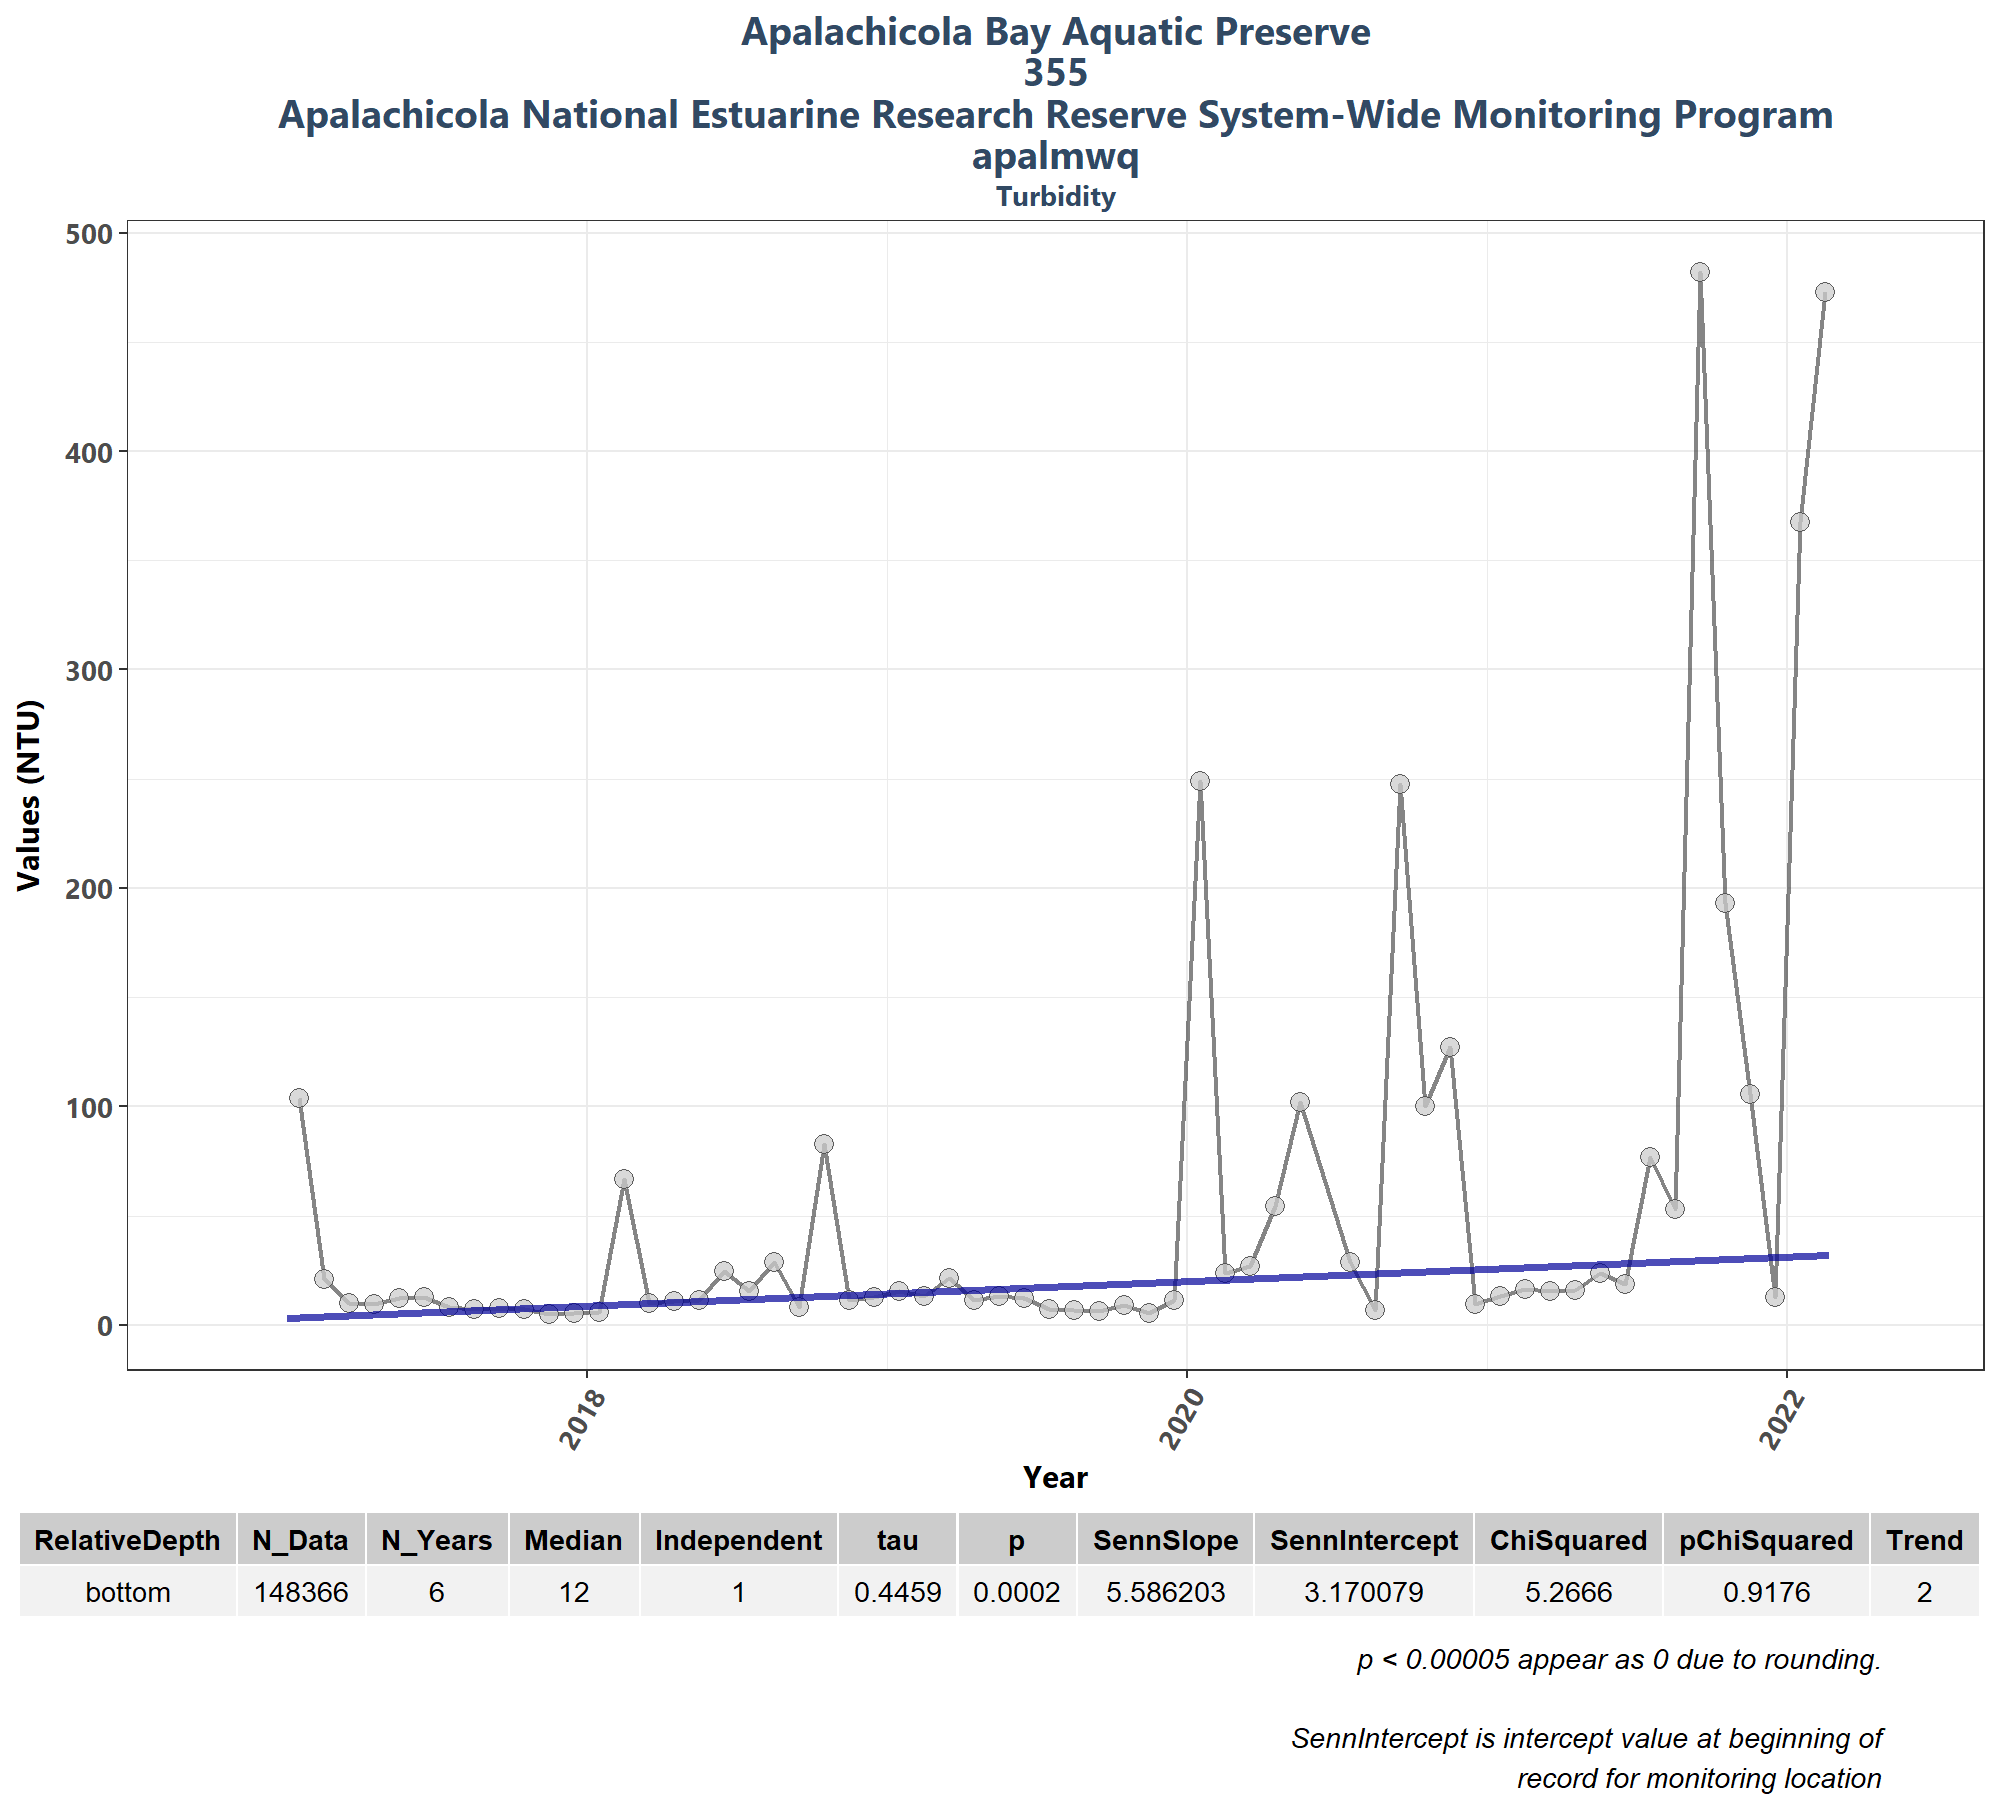 Apalachicola Bay Aquatic Preserve
355
Apalachicola National Estuarine Research Reserve System-Wide Monitoring Program
apalmwq
Turbidity
500
400
300
200
100
0
Values (NTU)
2018
2020
2022
Year
RelativeDepth N_Data N_Years Median Independent tau p SennSlope SennIntercept ChiSquared pChiSquared Trend
bottom 148366 6 12 1 0.4459 0.0002 5.586203 3.170079 5.2666 0.9176 2
p < 0.00005 appear as 0 due to rounding.
SennIntercept is intercept value at beginning of
record for monitoring location